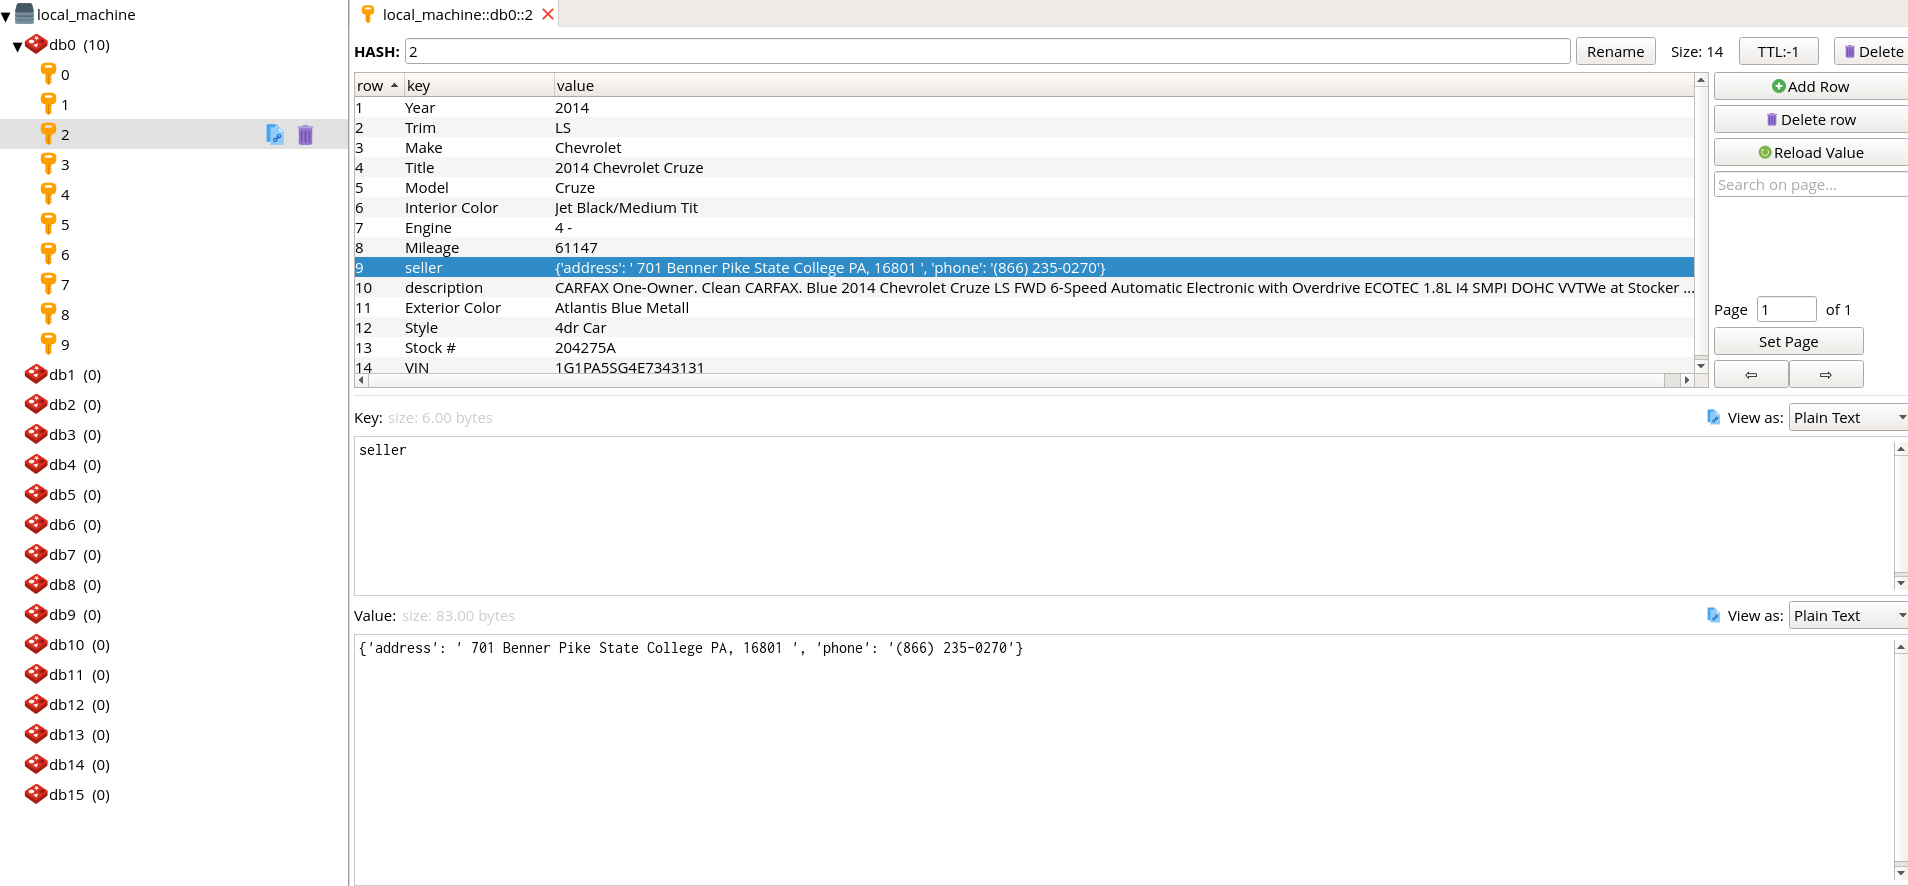 local_machine
db0 (10)
0
1
2
3
4
5
6
7
8
9
db1 (0)
db2 (0)
db3 (0)
db4 (0)
db5 (0)
db6 (0)
db7 (0)
db8 (0)
db9 (0)
db10 (0)
db11 (0)
db12 (0)
db13 (0)
db14 (0)
db15 (0)
local_machine::db0::2
HASH: 2 Rename Size: 14 TTL:-1 Delete
row key value
1 Year 2014
2 Trim LS
3 Make Chevrolet
4 Title 2014 Chevrolet Cruze
5 Model Cruze
6 Interior Color Jet Black/Medium Tit
7 Engine 4 -
8 Mileage 61147
9 seller {'address': ' 701 Benner Pike State College PA, 16801 ', 'phone': '(866) 235-0270'}
10 description CARFAX One-Owner. Clean CARFAX. Blue 2014 Chevrolet Cruze LS FWD 6-Speed Automatic Electronic with Overdrive ECOTEC 1.8L I4 SMPI DOHC VVTWe at Stocker ...
11 Exterior Color Atlantis Blue Metall
12 Style 4dr Car
13 Stock # 204275A
14 VIN 1G1PA5SG4E7343131
Add Row
Delete row
Reload Value
Search on page...
Page 1 of 1
Set Page
⇦ ⇨
Key: size: 6.00 bytes View as: Plain Text
seller
Value: size: 83.00 bytes View as: Plain Text
{'address': ' 701 Benner Pike State College PA, 16801 ', 'phone': '(866) 235-0270'}